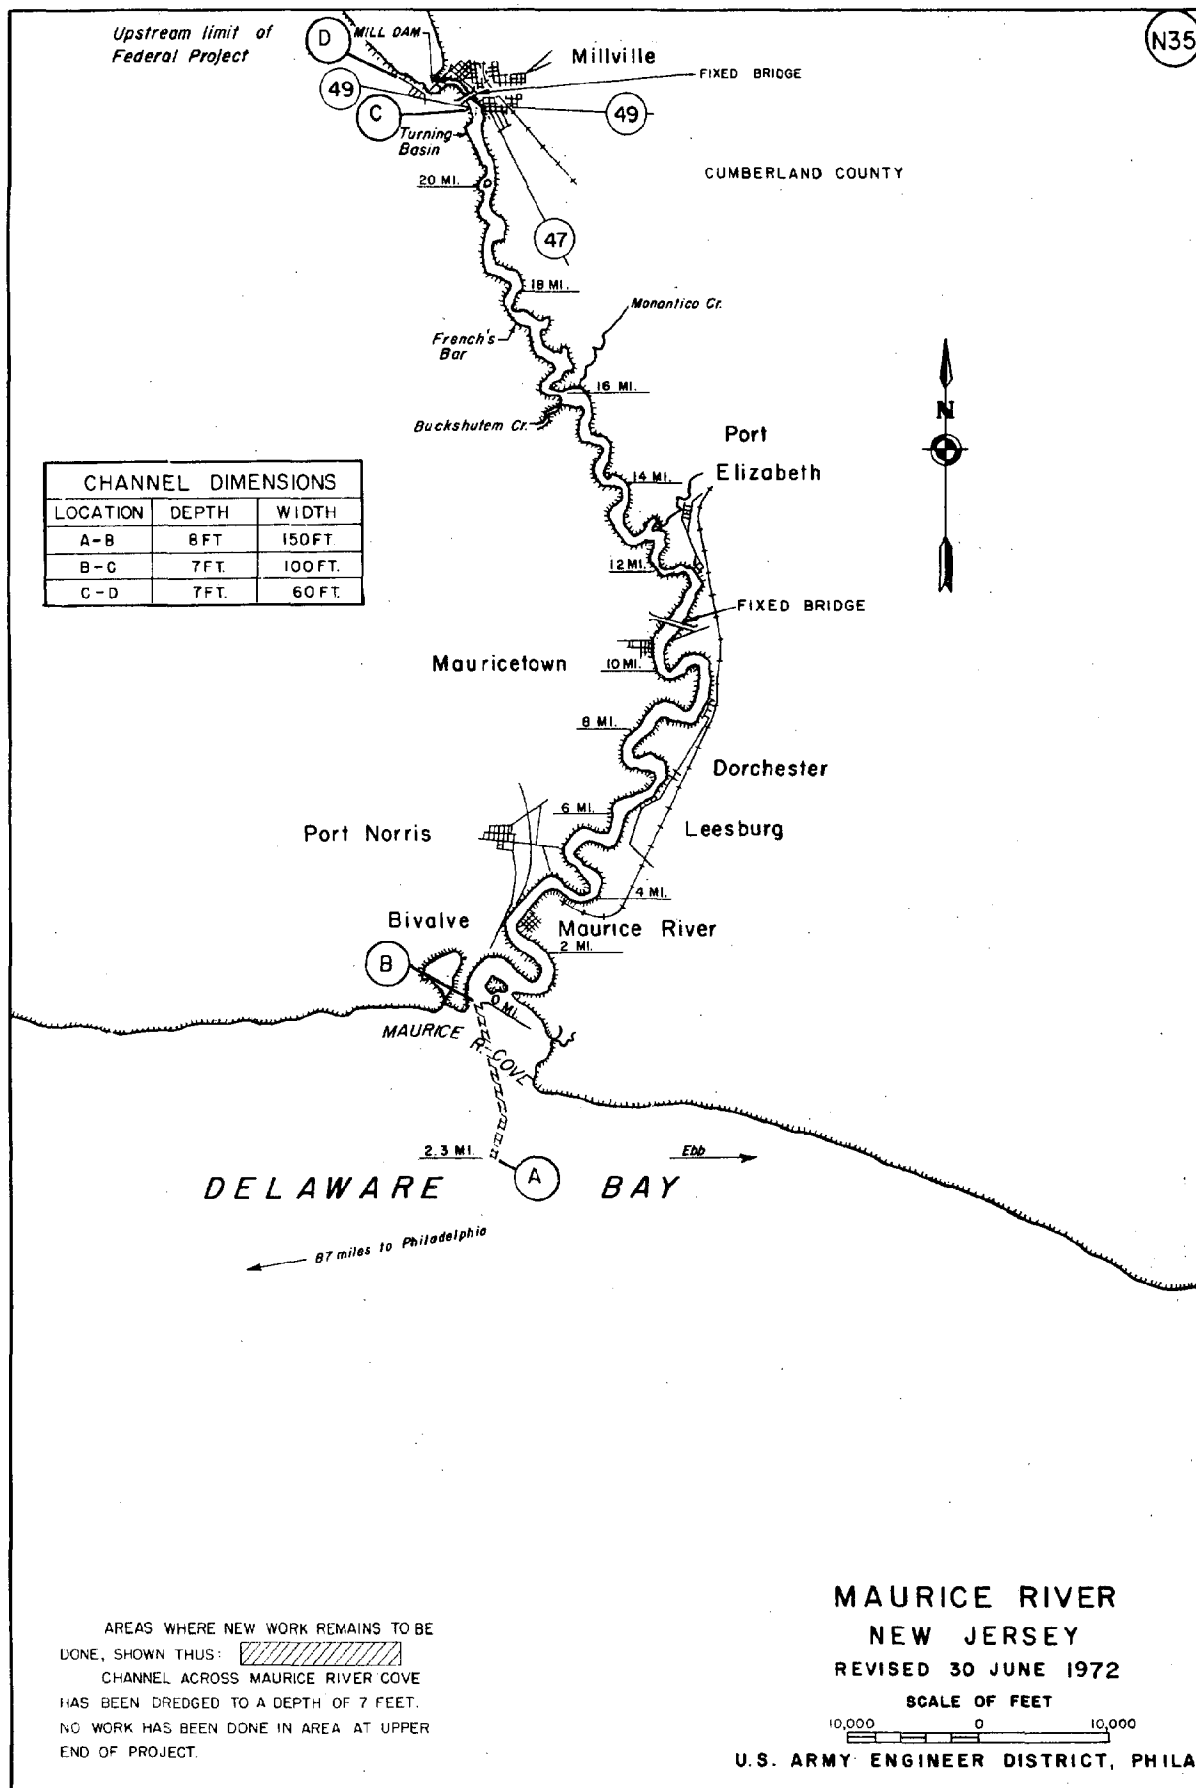 Upstream limit of
Federal Project
D
MILL DAM
Millville
N35
FIXED BRIDGE
49
C
49
Turning
Basin
CUMBERLAND COUNTY
20 MI.
47
18 MI.
Manantico Cr.
French's
Bar
16 MI.
Buckshutem Cr.
N
Port
Elizabeth
14 MI.
CHANNEL DIMENSIONS
LOCATION DEPTH WIDTH
A-B 8 FT 150 FT.
B-C 7 FT. 100 FT.
C-D 7 FT. 60 FT.
12 MI.
FIXED BRIDGE
Mauricetown
10 MI.
8 MI.
Dorchester
6 MI.
Port Norris
Leesburg
4 MI.
Bivalve
Maurice River
2 MI.
B
0 MI.
MAURICE R. COVE
2.3 MI.
A
Ebb
DELAWARE BAY
87 miles to Philadelphia
AREAS WHERE NEW WORK REMAINS TO BE
DONE, SHOWN THUS:
CHANNEL ACROSS MAURICE RIVER COVE
HAS BEEN DREDGED TO A DEPTH OF 7 FEET.
NO WORK HAS BEEN DONE IN AREA AT UPPER
END OF PROJECT.
MAURICE RIVER
NEW JERSEY
REVISED 30 JUNE 1972
SCALE OF FEET
10,000 0 10,000
U.S. ARMY ENGINEER DISTRICT, PHILA